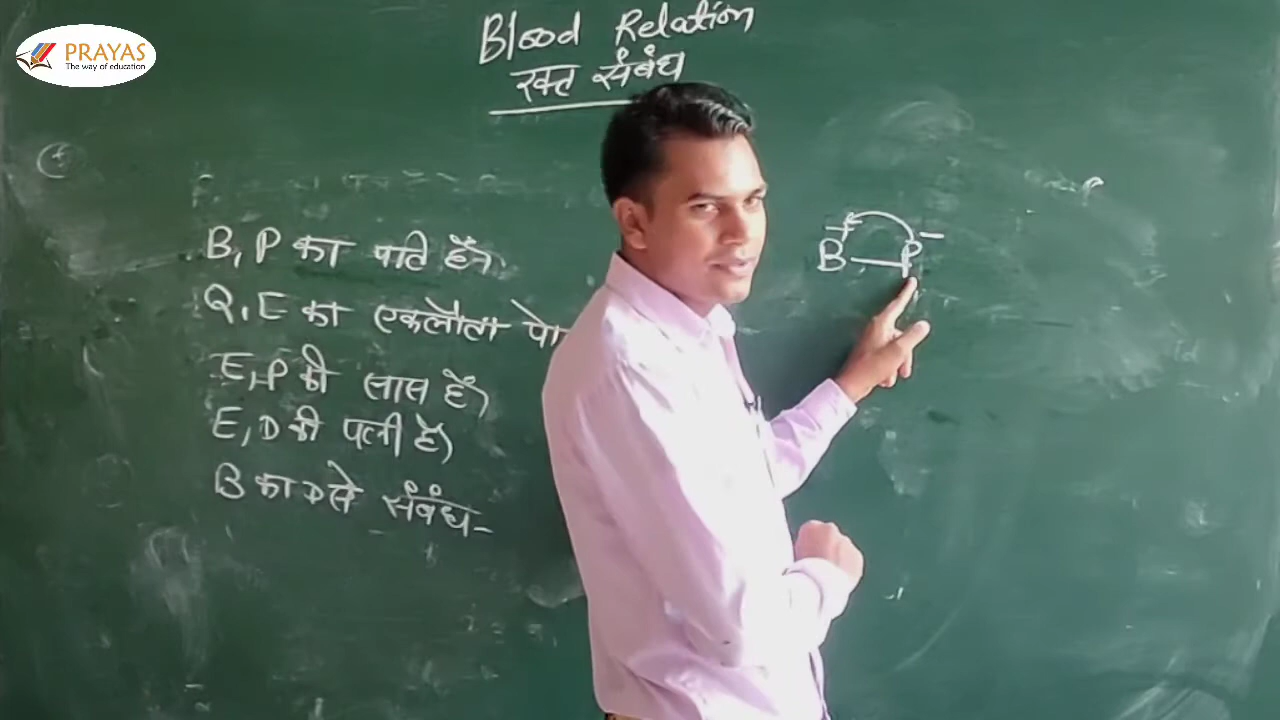 PRAYAS
The way of education
Blood Relation
रक्त संबंध
B, P का पति है।
Q, E का एकलौता पो
E, P की सास है।
E, D की पत्नी है।
B का D से संबंध-
+ -
B P